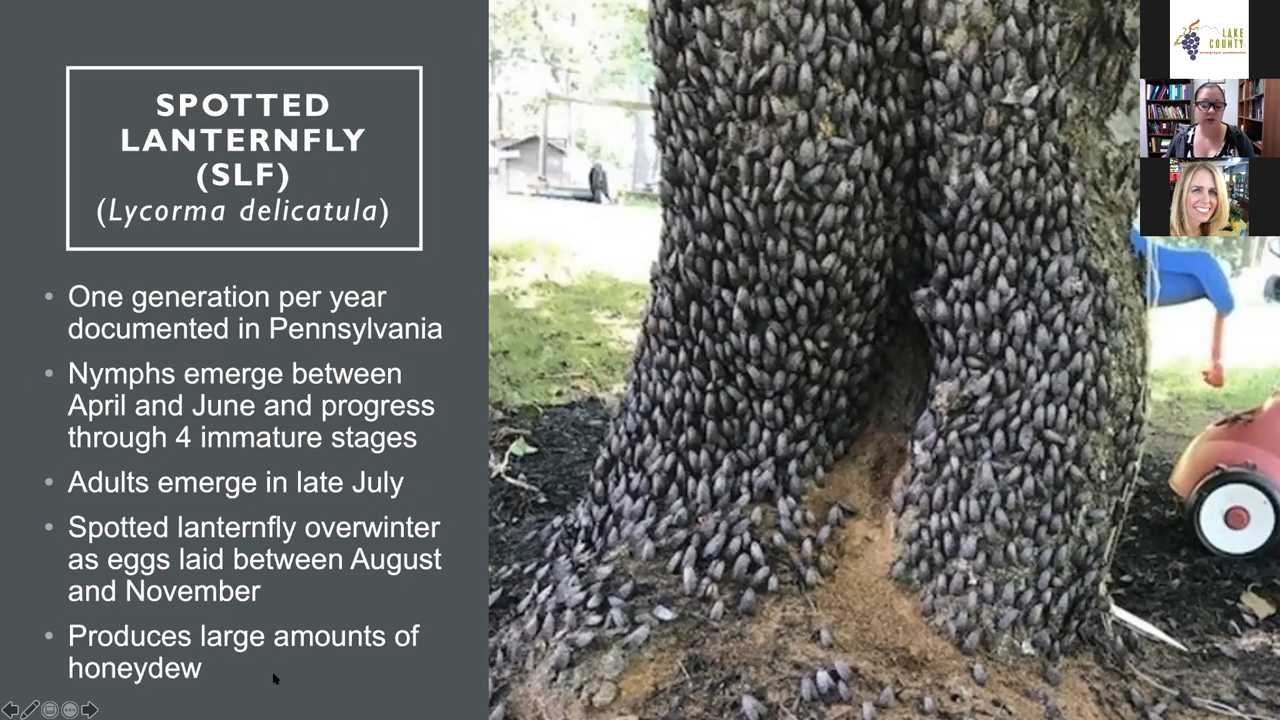 SPOTTED
LANTERNFLY
(SLF)
(Lycorma delicatula)
• One generation per year
documented in Pennsylvania
• Nymphs emerge between
April and June and progress
through 4 immature stages
• Adults emerge in late July
• Spotted lanternfly overwinter
as eggs laid between August
and November
• Produces large amounts of
honeydew
LAKE
COUNTY
winegrape commission